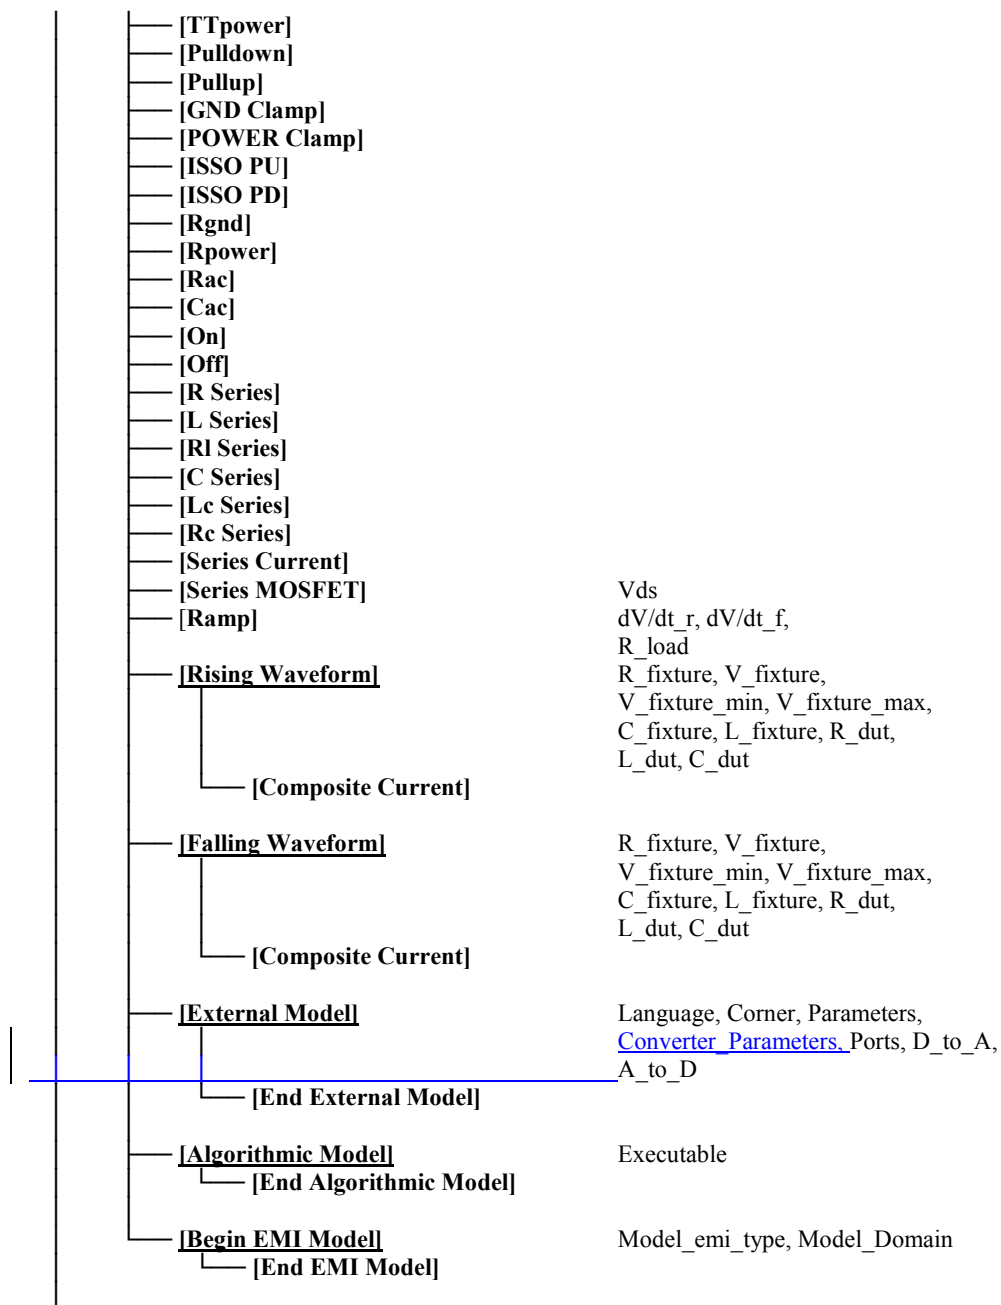 [TTpower]
[Pulldown]
[Pullup]
[GND Clamp]
[POWER Clamp]
[ISSO PU]
[ISSO PD]
[Rgnd]
[Rpower]
[Rac]
[Cac]
[On]
[Off]
[R Series]
[L Series]
[Rl Series]
[C Series]
[Lc Series]
[Rc Series]
[Series Current]
[Series MOSFET] Vds
[Ramp] dV/dt_r, dV/dt_f,
R_load
[Rising Waveform] R_fixture, V_fixture,
V_fixture_min, V_fixture_max,
C_fixture, L_fixture, R_dut,
L_dut, C_dut
[Composite Current]
[Falling Waveform] R_fixture, V_fixture,
V_fixture_min, V_fixture_max,
C_fixture, L_fixture, R_dut,
L_dut, C_dut
[Composite Current]
[External Model] Language, Corner, Parameters,
Converter_Parameters, Ports, D_to_A,
A_to_D
[End External Model]
[Algorithmic Model] Executable
[End Algorithmic Model]
[Begin EMI Model] Model_emi_type, Model_Domain
[End EMI Model]